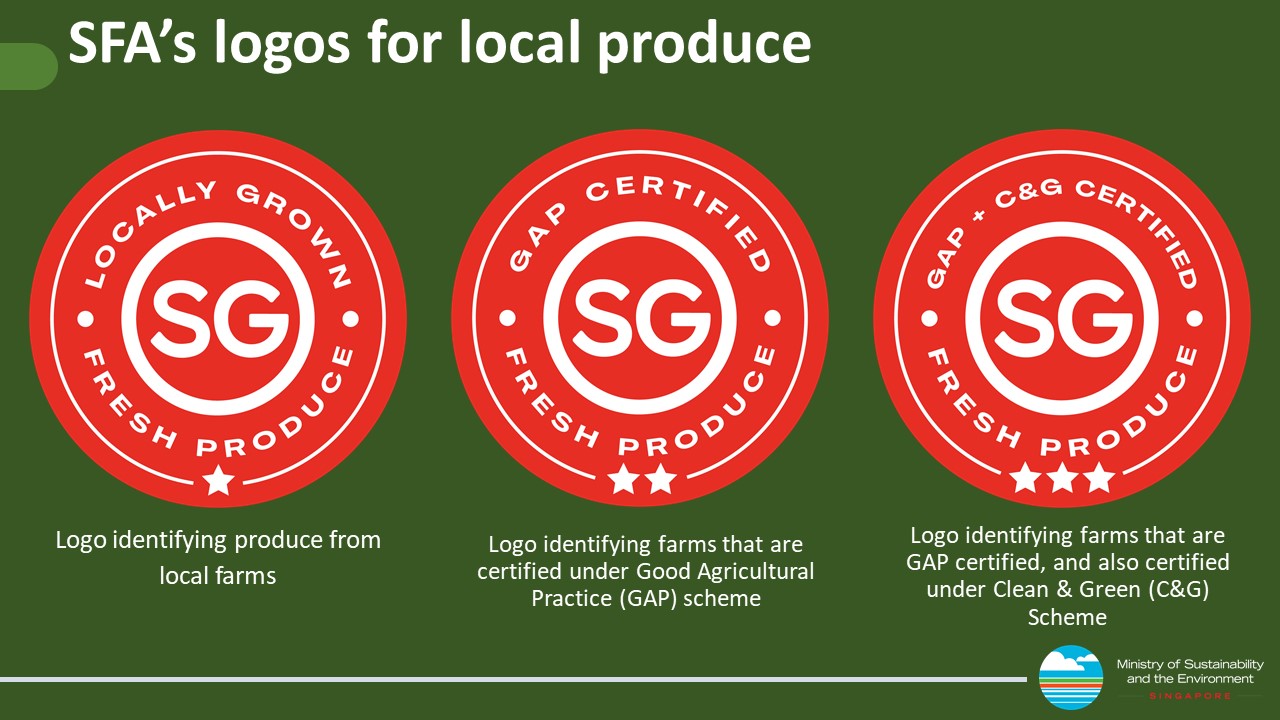 SFA’s logos for local produce
LOCALLY GROWN
SG
FRESH PRODUCE
GAP CERTIFIED
SG
FRESH PRODUCE
GAP + C&G CERTIFIED
SG
FRESH PRODUCE
Logo identifying produce from
local farms
Logo identifying farms that are
certified under Good Agricultural
Practice (GAP) scheme
Logo identifying farms that are
GAP certified, and also certified
under Clean & Green (C&G)
Scheme
Ministry of Sustainability
and the Environment
SINGAPORE